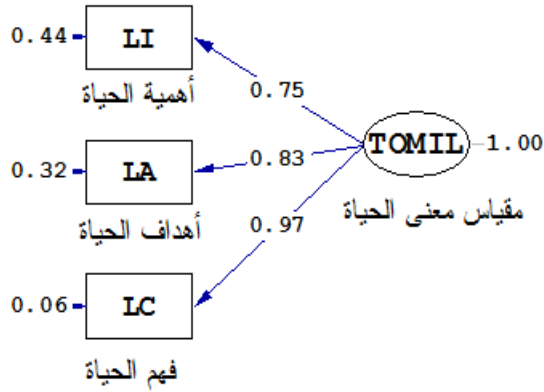 0.44
LI
أهمية الحياة
0.75
TOMIL
1.00
0.32
LA
0.83
أهداف الحياة
مقياس معنى الحياة
0.97
0.06
LC
فهم الحياة